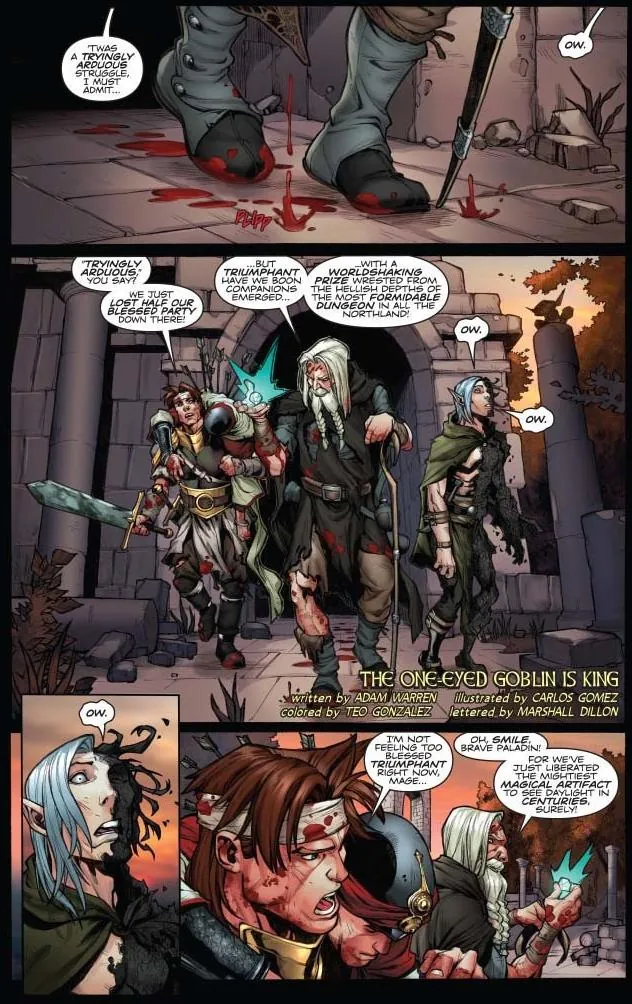 'TWAS
A TRYINGLY
ARDUOUS
STRUGGLE,
I MUST
ADMIT...
OW.
PLIPP
"TRYINGLY
ARDUOUS,"
YOU SAY?
WE JUST
LOST HALF OUR
BLESSED PARTY
DOWN THERE!
...BUT
TRIUMPHANT
HAVE WE BOON
COMPANIONS
EMERGED...
...WITH A
WORLDSHAKING
PRIZE WRESTED FROM
THE HELLISH DEPTHS OF
THE MOST FORMIDABLE
DUNGEON IN ALL THE
NORTHLAND!
OW.
OW.
THE ONE-EYED GOBLIN IS KING
written by ADAM WARREN illustrated by CARLOS GOMEZ
colored by TEO GONZALEZ lettered by MARSHALL DILLON
OW.
I'M NOT
FEELING TOO
BLESSED
TRIUMPHANT
RIGHT NOW,
MAGE...
OH, SMILE,
BRAVE PALADIN!
FOR WE'VE
JUST LIBERATED
THE MIGHTIEST
MAGICAL ARTIFACT
TO SEE DAYLIGHT IN
CENTURIES,
SURELY!